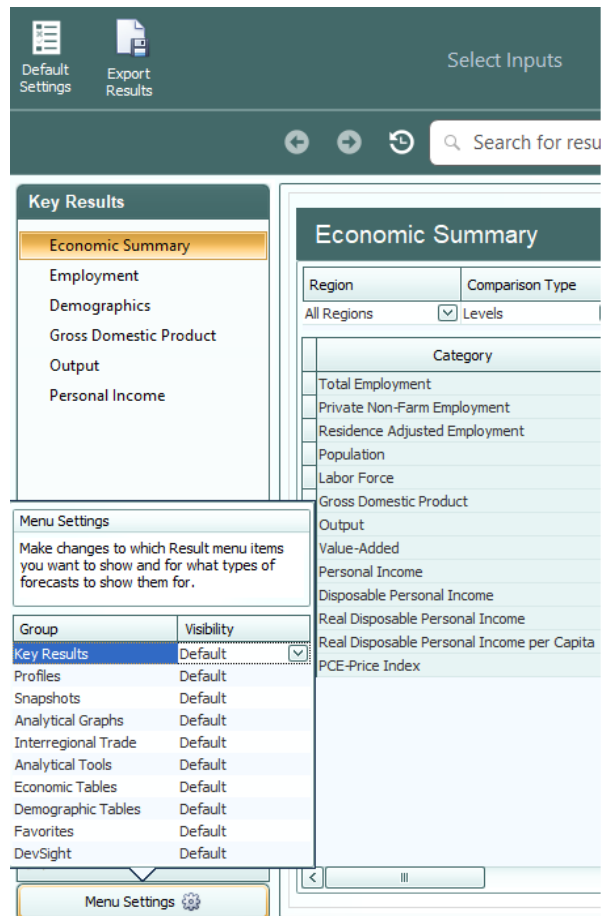 Default
Settings
Export
Results
Select Inputs
Search for resu
Key Results
Economic Summary
Employment
Demographics
Gross Domestic Product
Output
Personal Income
Economic Summary
Region Comparison Type
All Regions Levels
Category
Total Employment
Private Non-Farm Employment
Residence Adjusted Employment
Population
Labor Force
Gross Domestic Product
Output
Value-Added
Personal Income
Disposable Personal Income
Real Disposable Personal Income
Real Disposable Personal Income per Capita
PCE-Price Index
Menu Settings
Make changes to which Result menu items
you want to show and for what types of
forecasts to show them for.
Group Visibility
Key Results Default
Profiles Default
Snapshots Default
Analytical Graphs Default
Interregional Trade Default
Analytical Tools Default
Economic Tables Default
Demographic Tables Default
Favorites Default
DevSight Default
Menu Settings